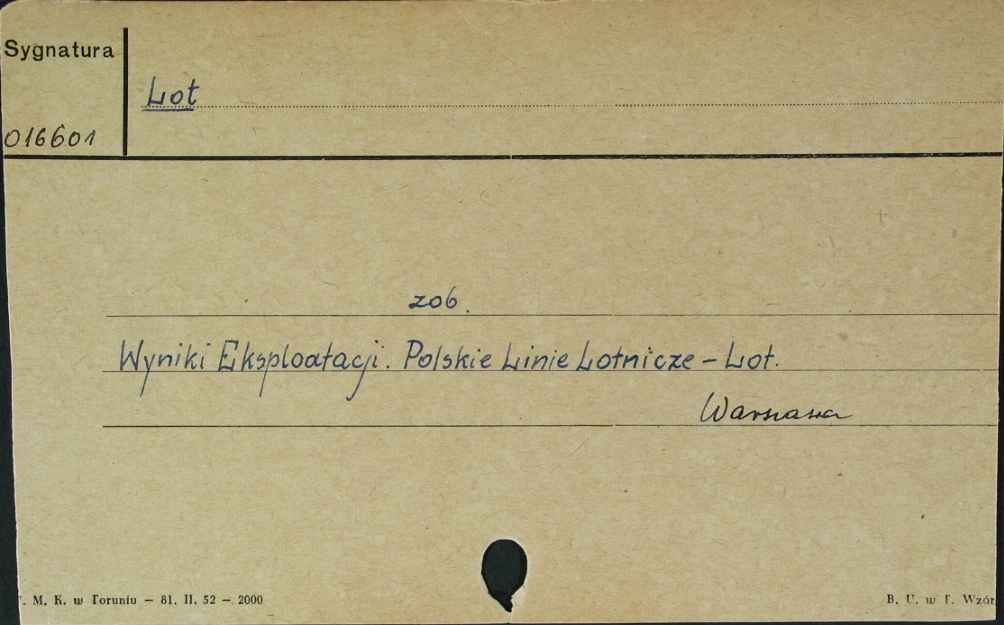 Sygnatura
Lot
016601
zob.
Wyniki Eksploatacji. Polskie Linie Lotnicze – Lot.
Warszawa
. M. K. w Toruniu — 81. II. 52 — 2000
B. U. w T. Wzór